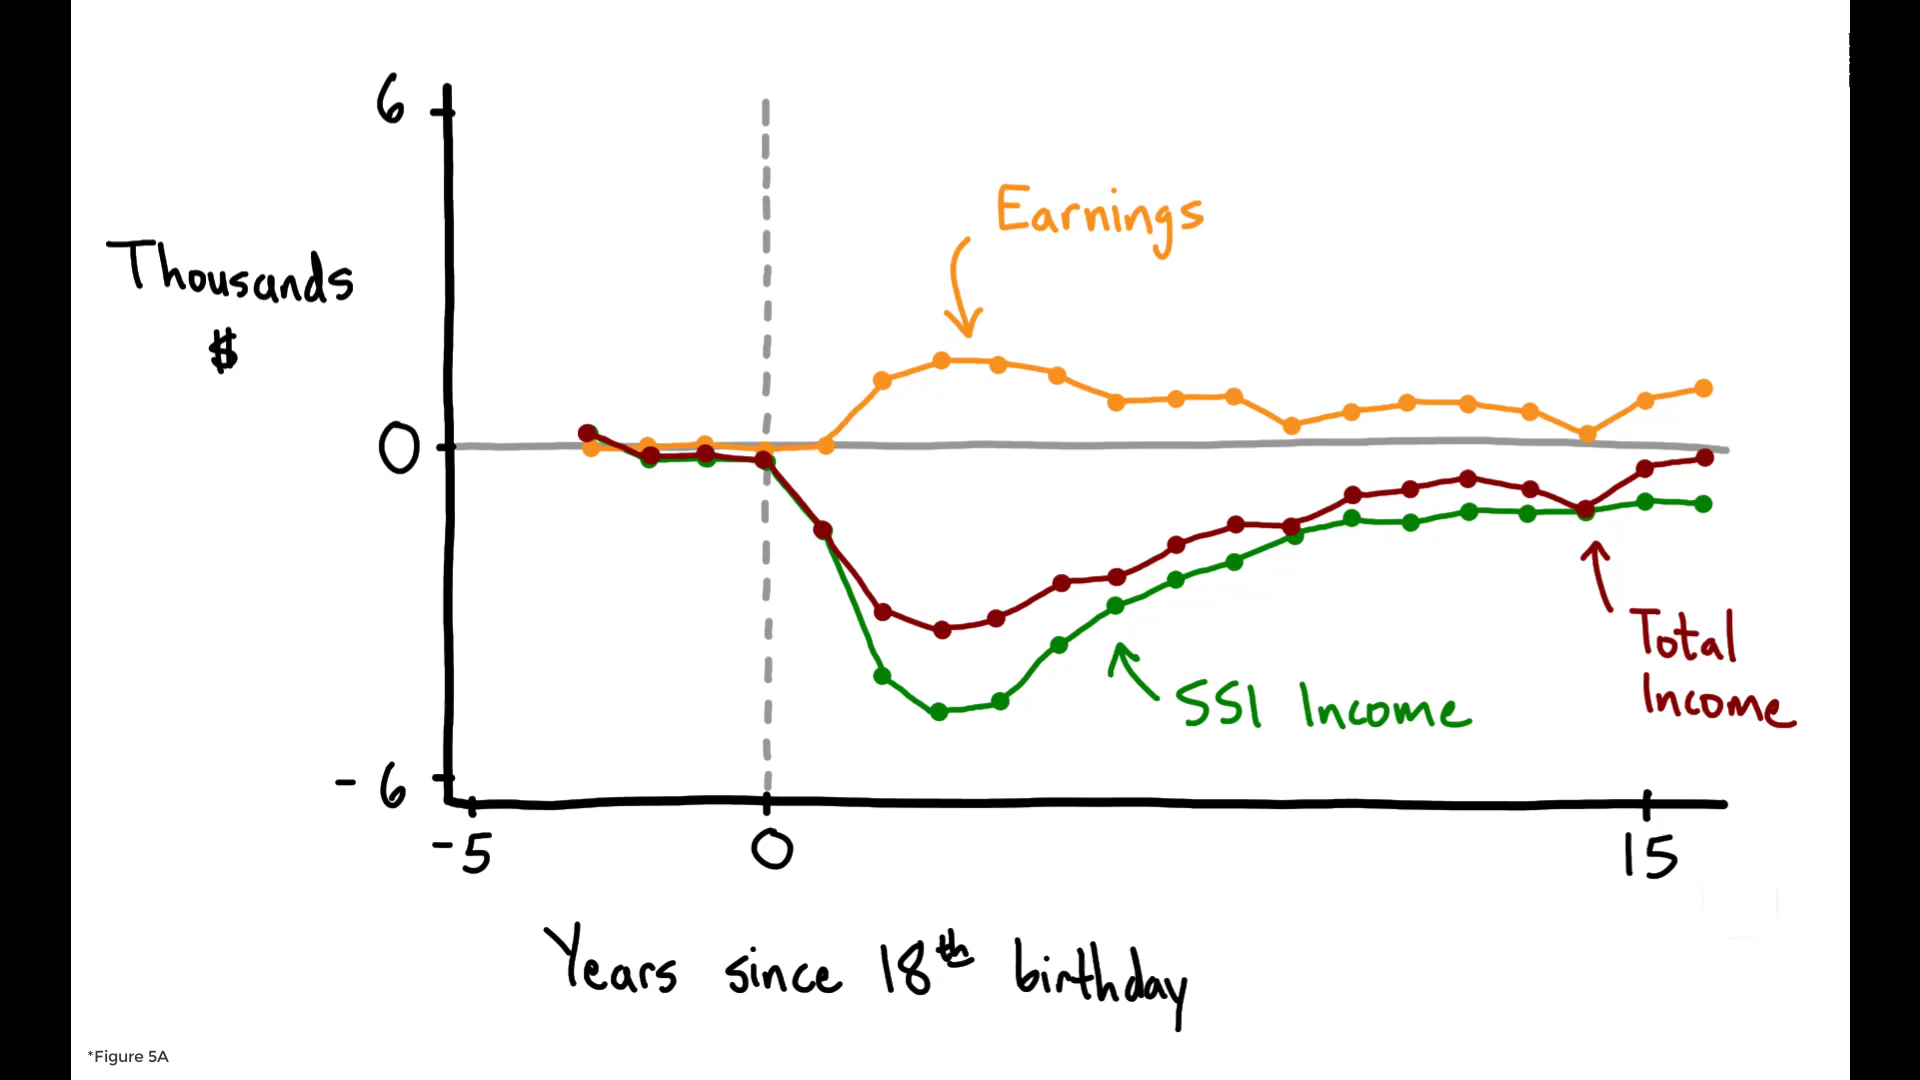 6
Earnings
Thousands
$
0
Total
Income
SSI Income
- 6
-5
0
15
Years since 18th birthday
*Figure 5A